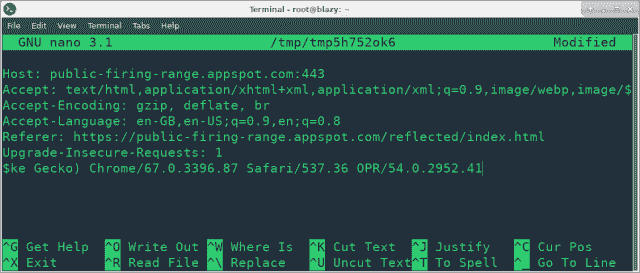 Terminal - root@blazy: ~
File Edit View Terminal Tabs Help
GNU nano 3.1 /tmp/tmp5h752ok6 Modified
Host: public-firing-range.appspot.com:443
Accept: text/html,application/xhtml+xml,application/xml;q=0.9,image/webp,image/$
Accept-Encoding: gzip, deflate, br
Accept-Language: en-GB,en-US;q=0.9,en;q=0.8
Referer: https://public-firing-range.appspot.com/reflected/index.html
Upgrade-Insecure-Requests: 1
$ke Gecko) Chrome/67.0.3396.87 Safari/537.36 OPR/54.0.2952.41
^G Get Help ^O Write Out ^W Where Is ^K Cut Text ^J Justify ^C Cur Pos
^X Exit ^R Read File ^\ Replace ^U Uncut Text ^T To Spell ^_ Go To Line